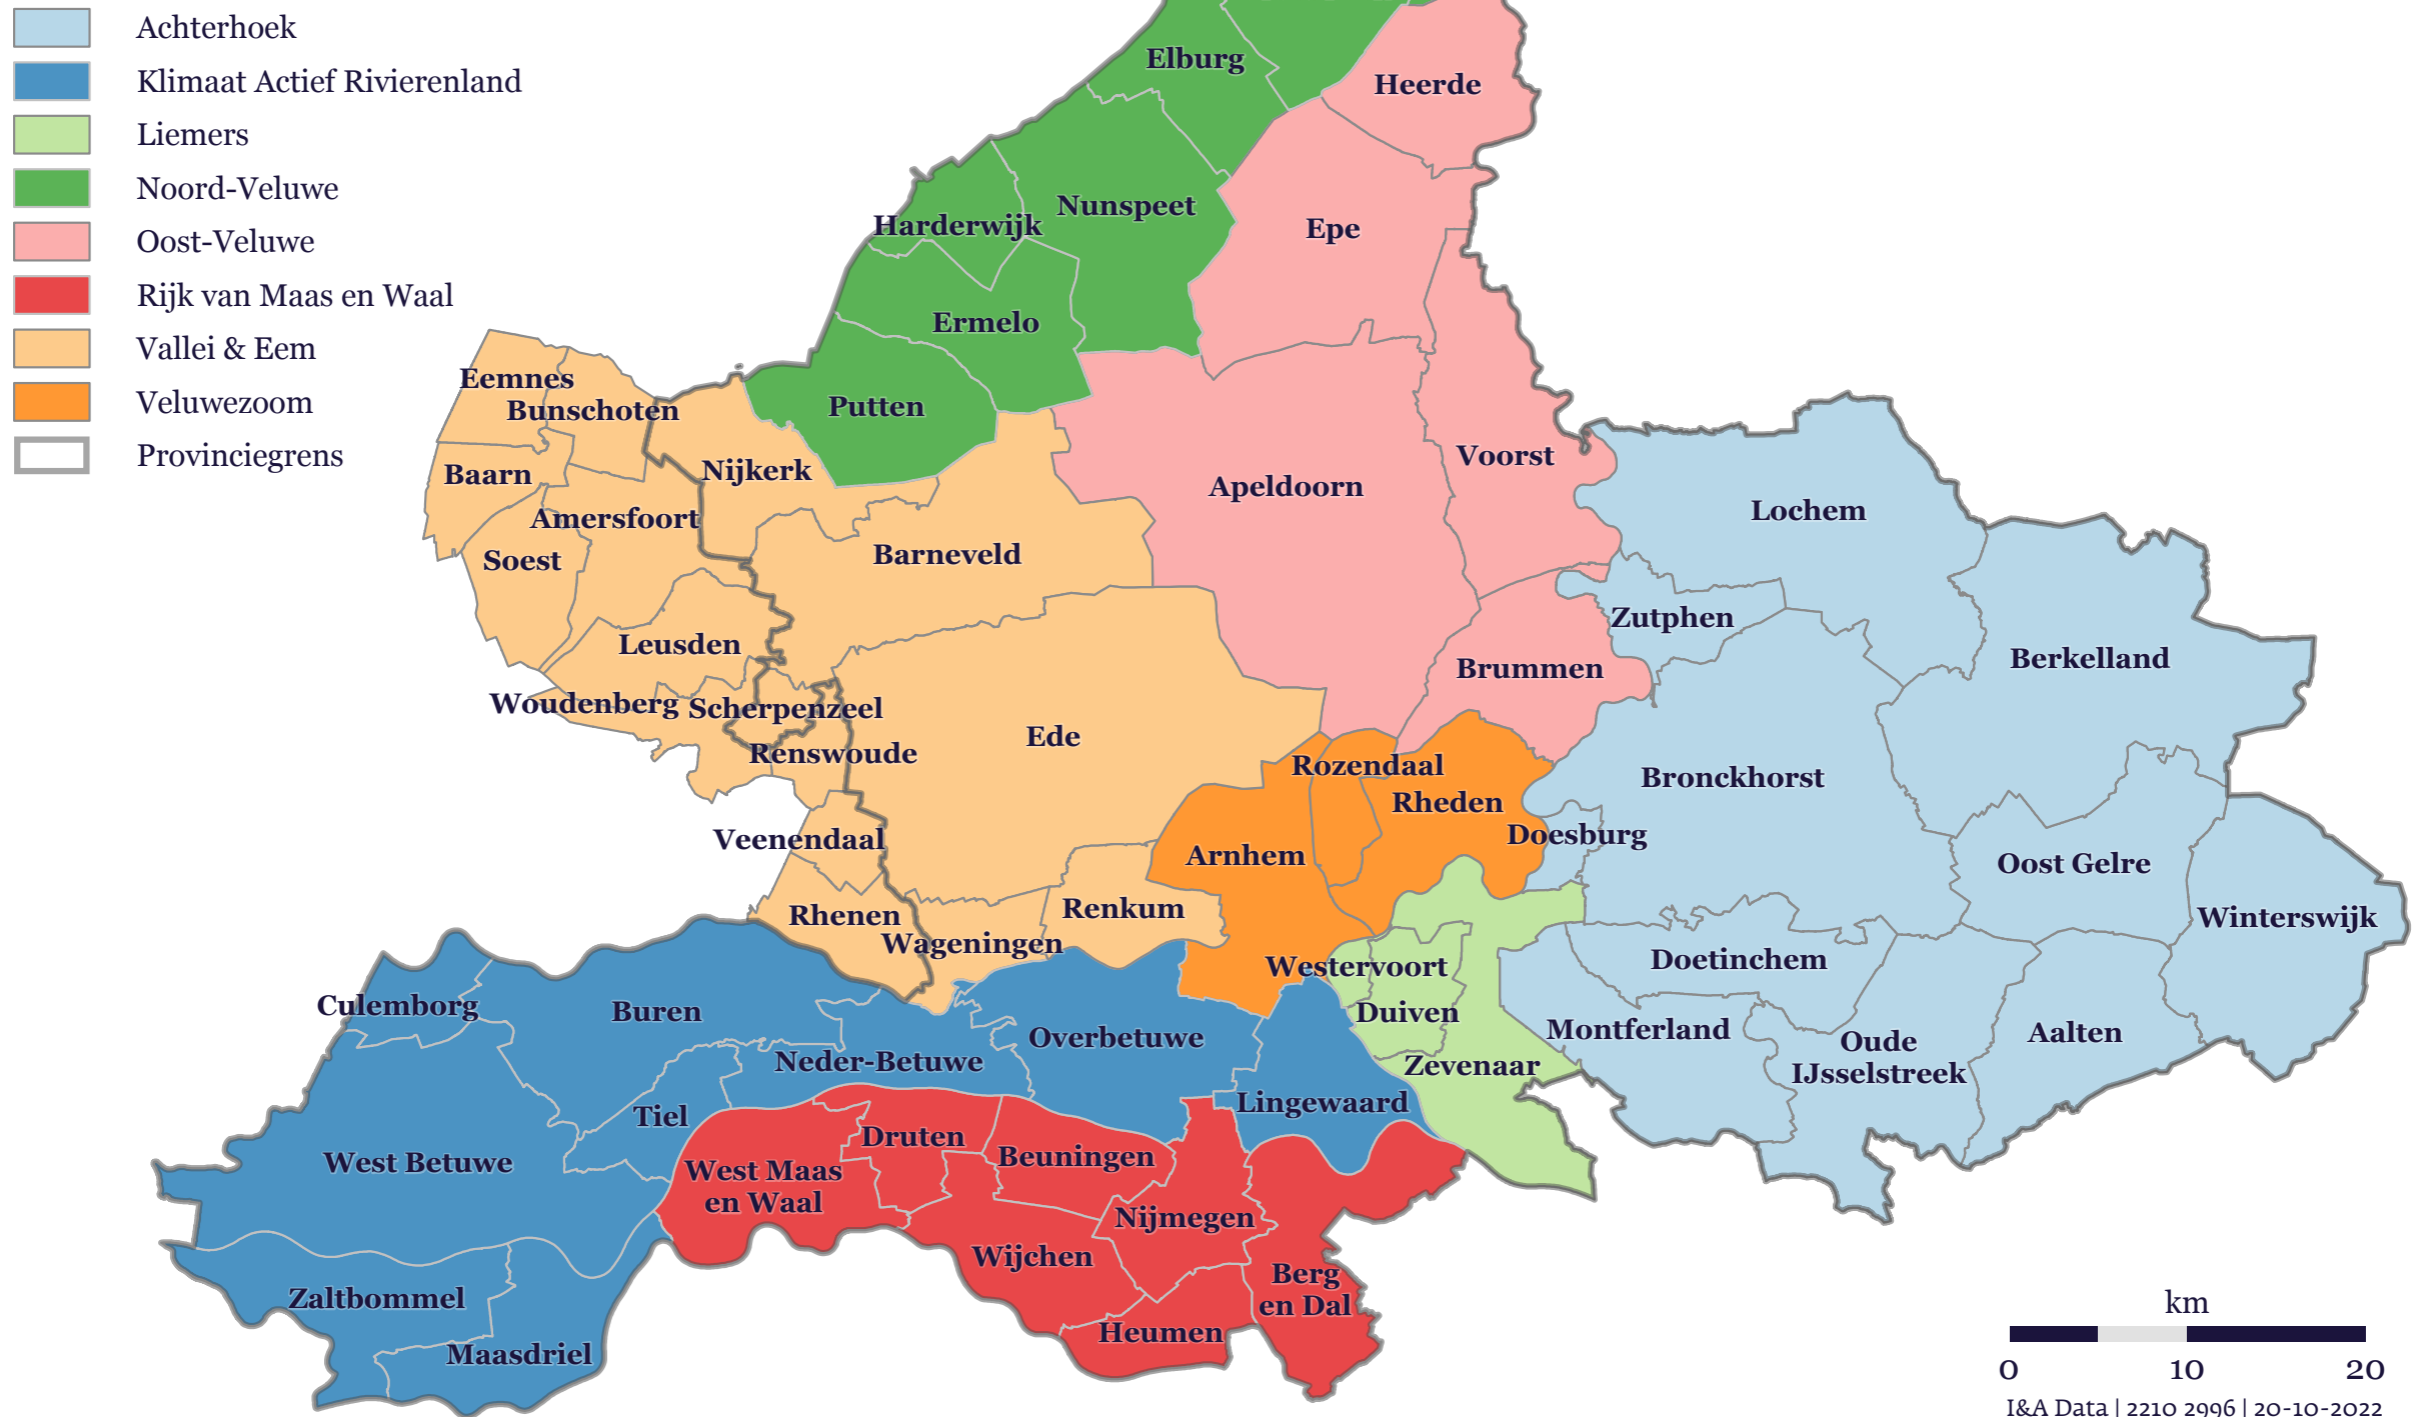 Achterhoek
Klimaat Actief Rivierenland
Liemers
Noord-Veluwe
Oost-Veluwe
Rijk van Maas en Waal
Vallei & Eem
Veluwezoom
Provinciegrens
Elburg
Heerde
Nunspeet
Harderwijk
Epe
Ermelo
Putten
Eemnes
Bunschoten
Baarn
Nijkerk
Voorst
Apeldoorn
Lochem
Amersfoort
Soest
Barneveld
Zutphen
Leusden
Berkelland
Brummen
Woudenberg
Scherpenzeel
Ede
Renswoude
Rozendaal
Bronckhorst
Rheden
Doesburg
Veenendaal
Arnhem
Oost Gelre
Rhenen
Renkum
Winterswijk
Wageningen
Westervoort
Doetinchem
Culemborg
Buren
Duiven
Overbetuwe
Montferland
Oude
IJsselstreek
Aalten
Neder-Betuwe
Zevenaar
Tiel
Lingewaard
Druten
Beuningen
West Betuwe
West Maas
en Waal
Nijmegen
Wijchen
Berg
en Dal
Zaltbommel
Heumen
Maasdriel
km
0 10 20
I&A Data | 2210 2996 | 20-10-2022